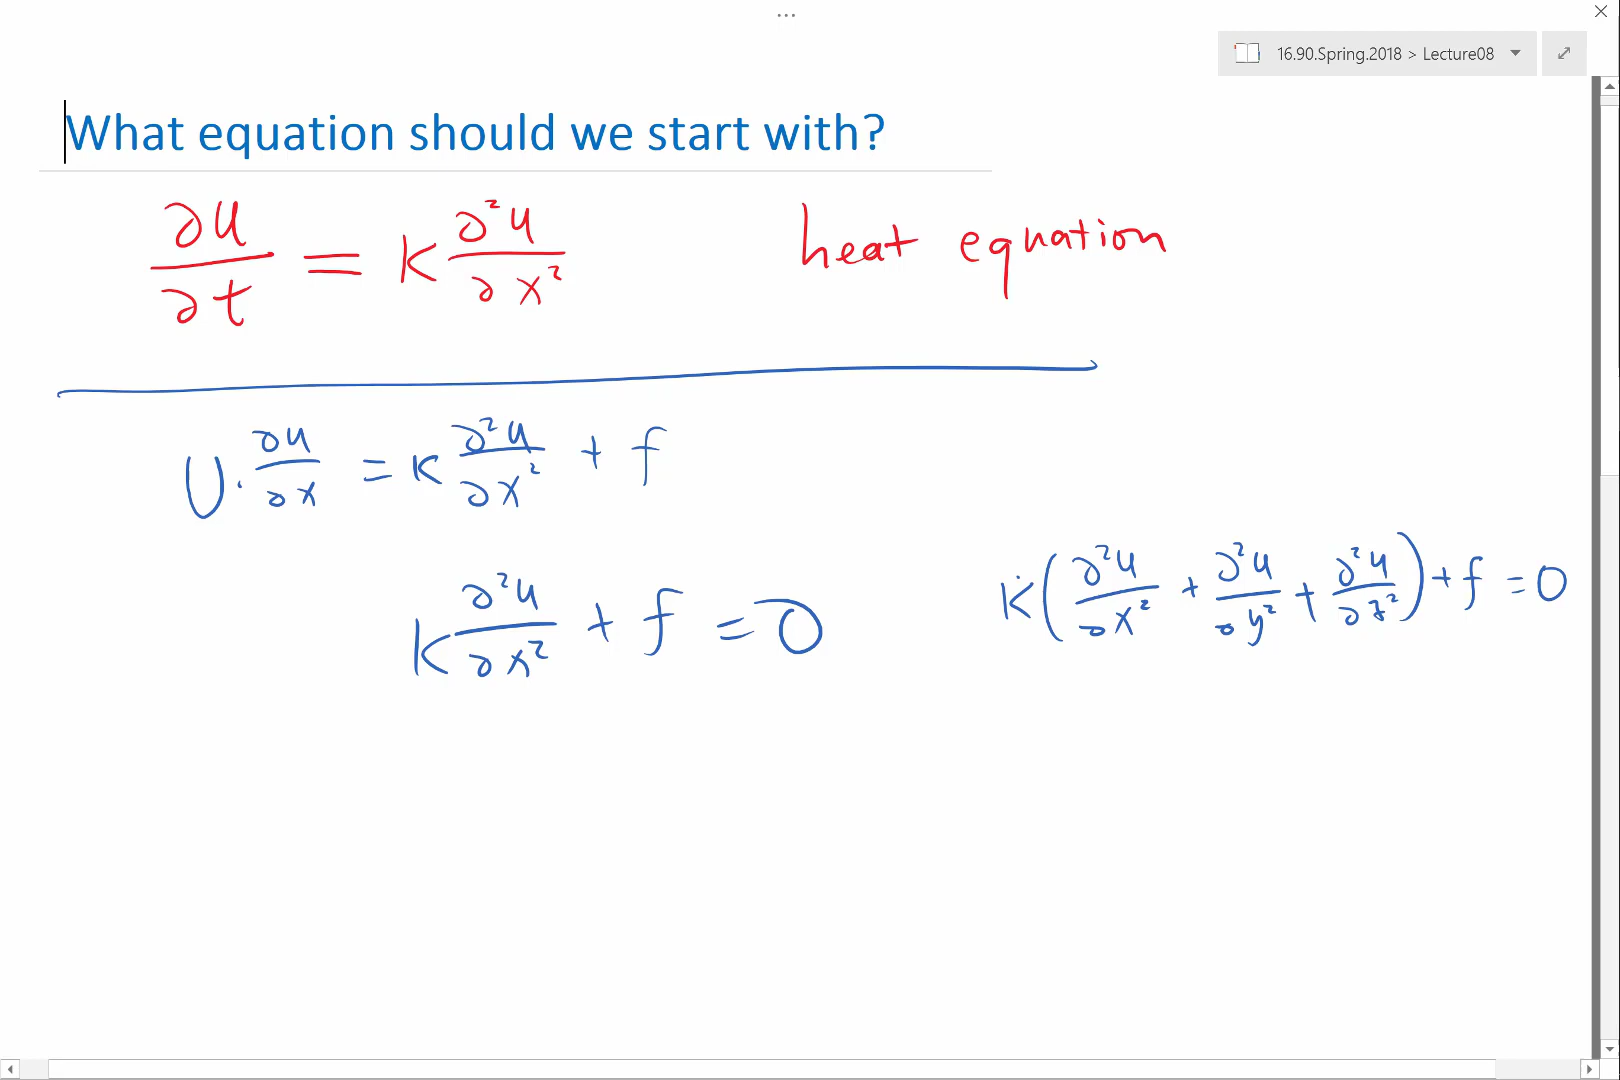 16.90.Spring.2018 > Lecture08
What equation should we start with?
∂u/∂t = K ∂²u/∂x²
heat equation
U·∂u/∂x = K ∂²u/∂x² + f
K ∂²u/∂x² + f = 0
K(∂²u/∂x² + ∂²u/∂y² + ∂²u/∂z²) + f = 0